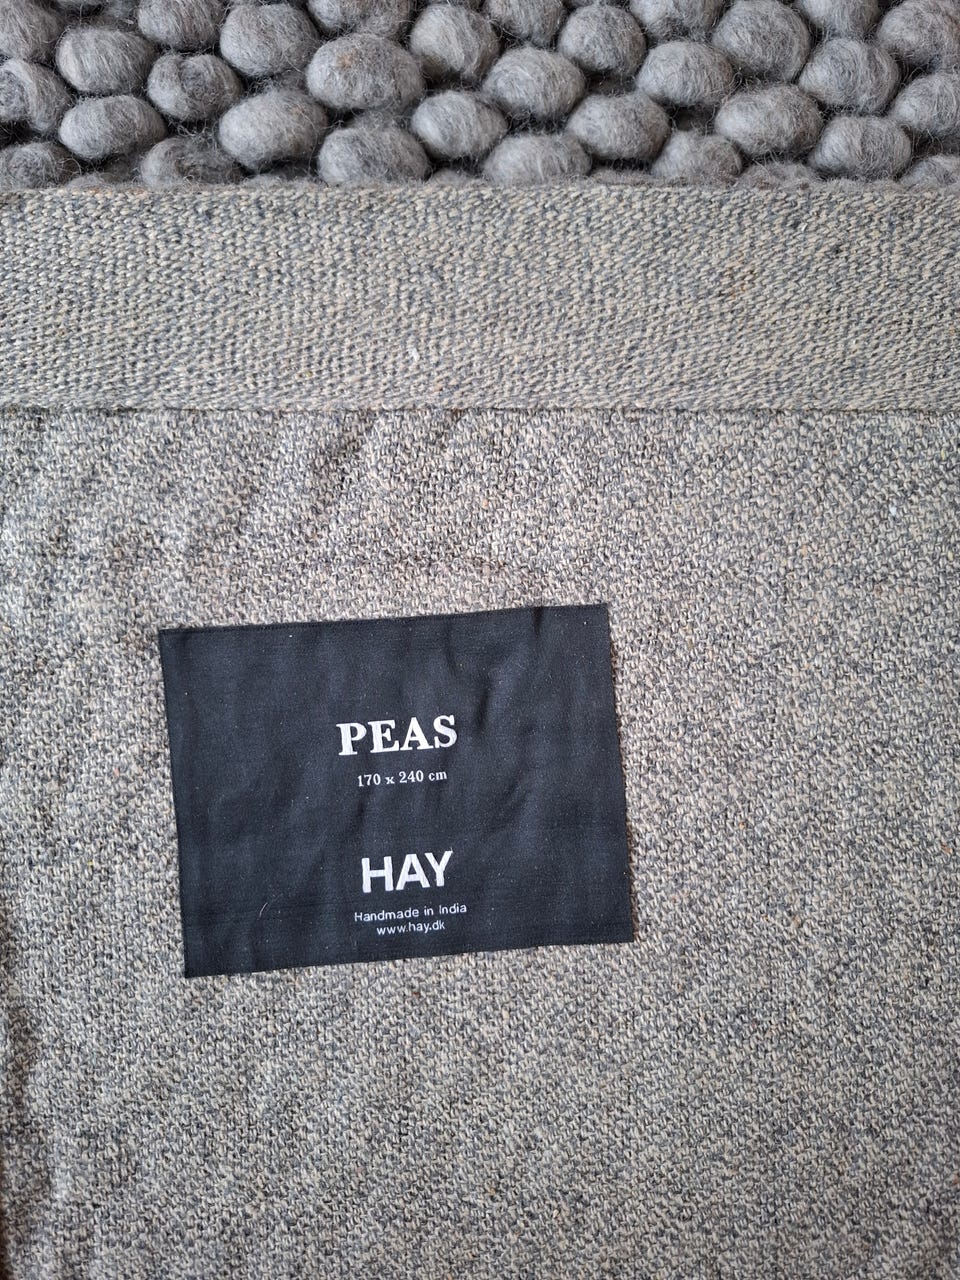 PEAS
170 x 240 cm
HAY
Handmade in India
www.hay.dk